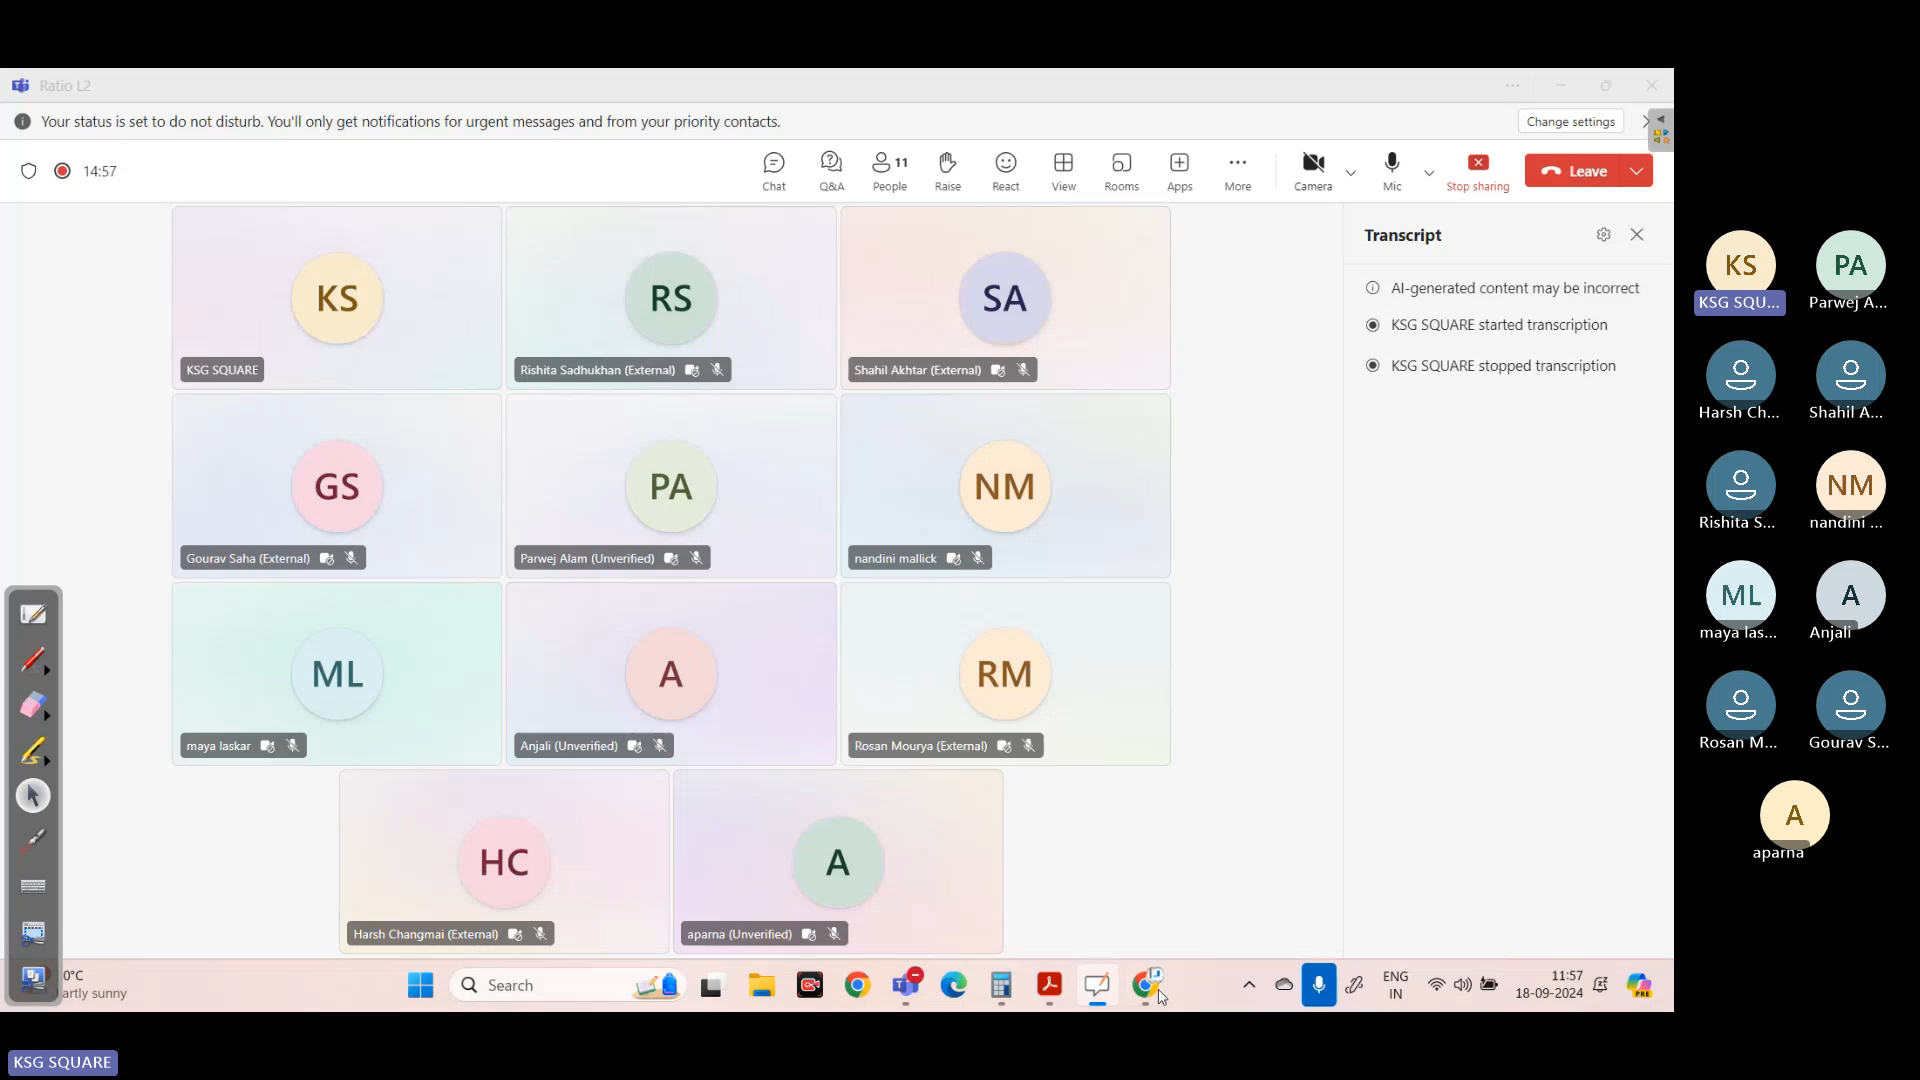 Ratio L2
Your status is set to do not disturb. You'll only get notifications for urgent messages and from your priority contacts.
Change settings
14:57
Chat
Q&A
11
People
Raise
React
View
Rooms
Apps
More
Camera
Mic
Stop sharing
Leave
KS
KSG SQUARE
RS
Rishita Sadhukhan (External)
SA
Shahil Akhtar (External)
GS
Gourav Saha (External)
PA
Parwej Alam (Unverified)
NM
nandini mallick
ML
maya laskar
A
Anjali (Unverified)
RM
Rosan Mourya (External)
HC
Harsh Changmai (External)
A
aparna (Unverified)
Transcript
AI-generated content may be incorrect
KSG SQUARE started transcription
KSG SQUARE stopped transcription
KS
KSG SQU...
PA
Parwej A...
Harsh Ch...
Shahil A...
Rishita S...
NM
nandini ...
ML
maya las...
A
Anjali
Rosan M...
Gourav S...
A
aparna
0°C
artly sunny
Search
ENG
IN
11:57
18-09-2024
PRE
KSG SQUARE